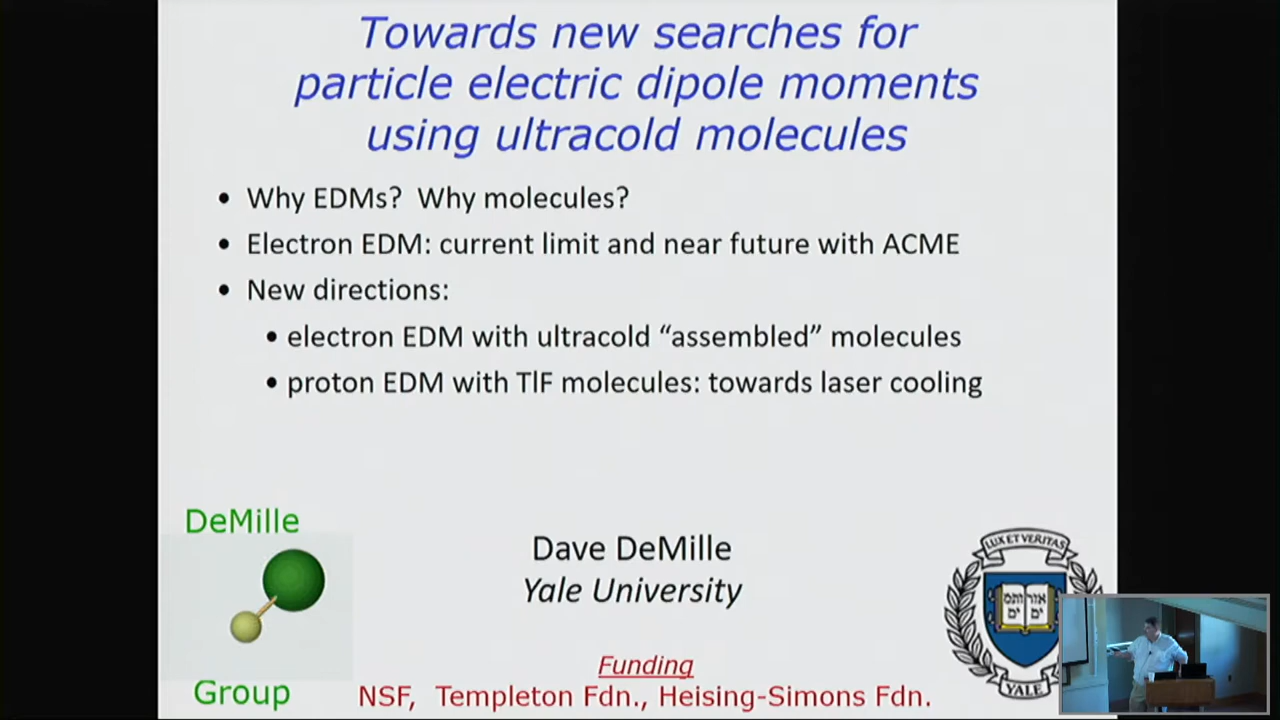 Towards new searches for
particle electric dipole moments
using ultracold molecules
• Why EDMs? Why molecules?
• Electron EDM: current limit and near future with ACME
• New directions:
• electron EDM with ultracold “assembled” molecules
• proton EDM with TlF molecules: towards laser cooling
DeMille
Group
Dave DeMille
Yale University
Funding
NSF, Templeton Fdn., Heising-Simons Fdn.
LUX ET VERITAS
אורותמ
ים ים
YALE